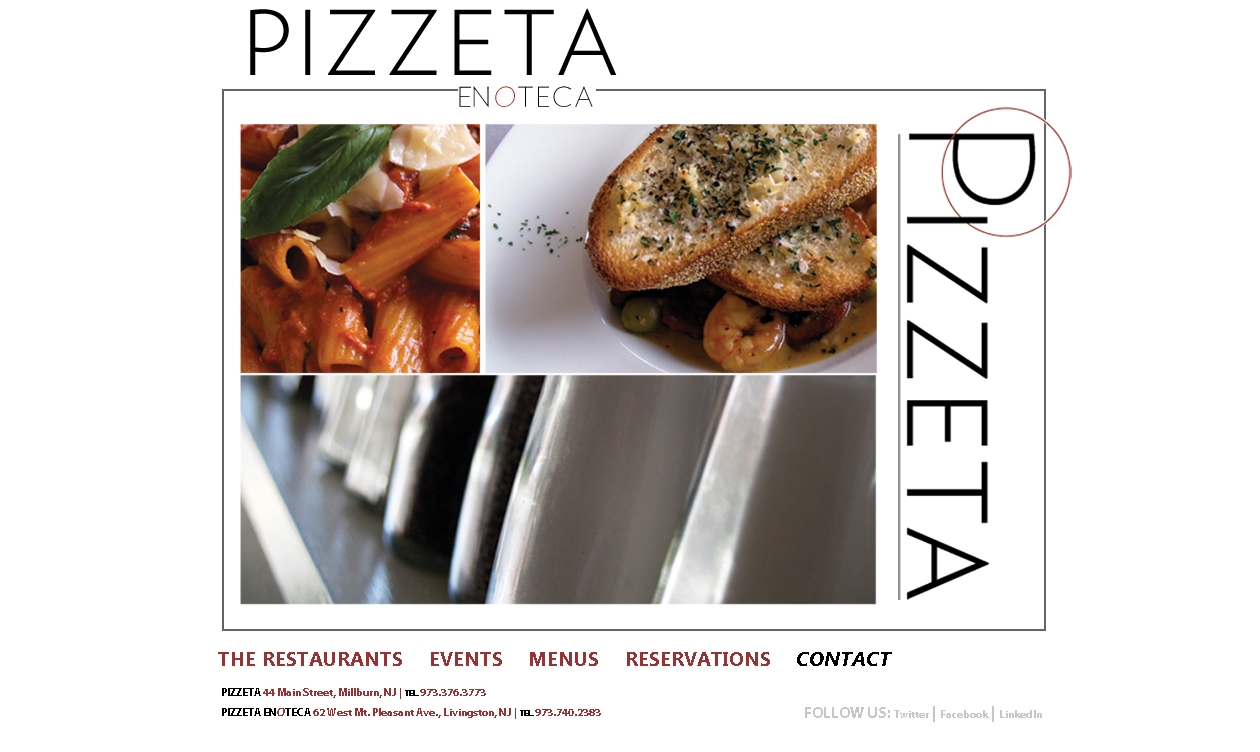 PIZZETA
ENOTECA
PIZZETA
THE RESTAURANTS EVENTS MENUS RESERVATIONS CONTACT
PIZZETA 44 Main Street, Millburn, NJ | TEL 973.376.3773
PIZZETA ENOTECA 62 West Mt. Pleasant Ave., Livingston, NJ | TEL 973.740.2383
FOLLOW US: Twitter | Facebook | LinkedIn